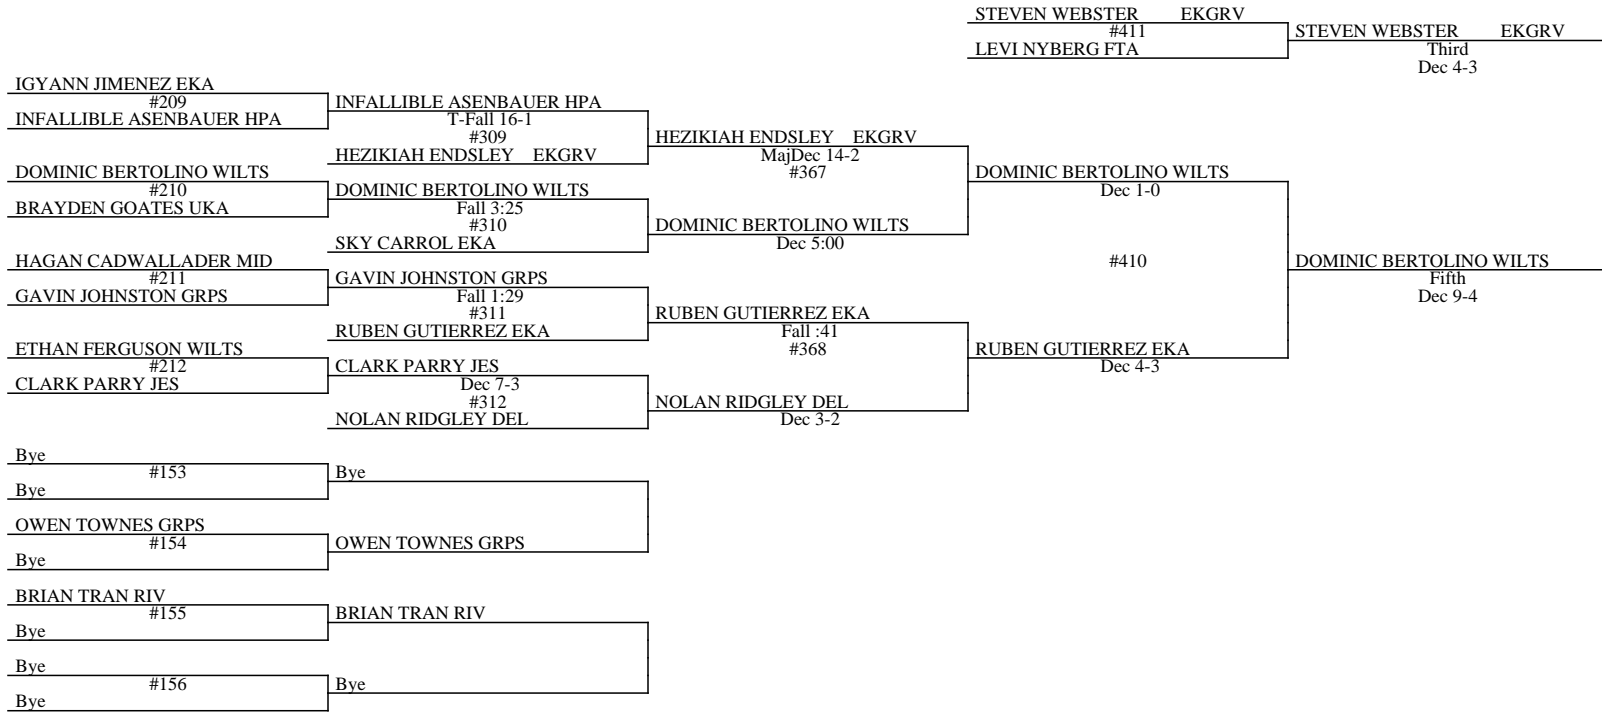 STEVEN WEBSTER EKGRV
#411
LEVI NYBERG FTA
STEVEN WEBSTER EKGRV
Third
Dec 4-3
IGYANN JIMENEZ EKA
#209
INFALLIBLE ASENBAUER HPA
DOMINIC BERTOLINO WILTS
#210
BRAYDEN GOATES UKA
HAGAN CADWALLADER MID
#211
GAVIN JOHNSTON GRPS
ETHAN FERGUSON WILTS
#212
CLARK PARRY JES
INFALLIBLE ASENBAUER HPA
T-Fall 16-1
#309
HEZIKIAH ENDSLEY EKGRV
DOMINIC BERTOLINO WILTS
Fall 3:25
#310
SKY CARROL EKA
GAVIN JOHNSTON GRPS
Fall 1:29
#311
RUBEN GUTIERREZ EKA
CLARK PARRY JES
Dec 7-3
#312
NOLAN RIDGLEY DEL
HEZIKIAH ENDSLEY EKGRV
MajDec 14-2
#367
DOMINIC BERTOLINO WILTS
Dec 5:00
RUBEN GUTIERREZ EKA
Fall :41
#368
NOLAN RIDGLEY DEL
Dec 3-2
DOMINIC BERTOLINO WILTS
Dec 1-0
#410
RUBEN GUTIERREZ EKA
Dec 4-3
DOMINIC BERTOLINO WILTS
Fifth
Dec 9-4
Bye
#153
Bye
OWEN TOWNES GRPS
#154
Bye
BRIAN TRAN RIV
#155
Bye
Bye
#156
Bye
Bye
OWEN TOWNES GRPS
BRIAN TRAN RIV
Bye